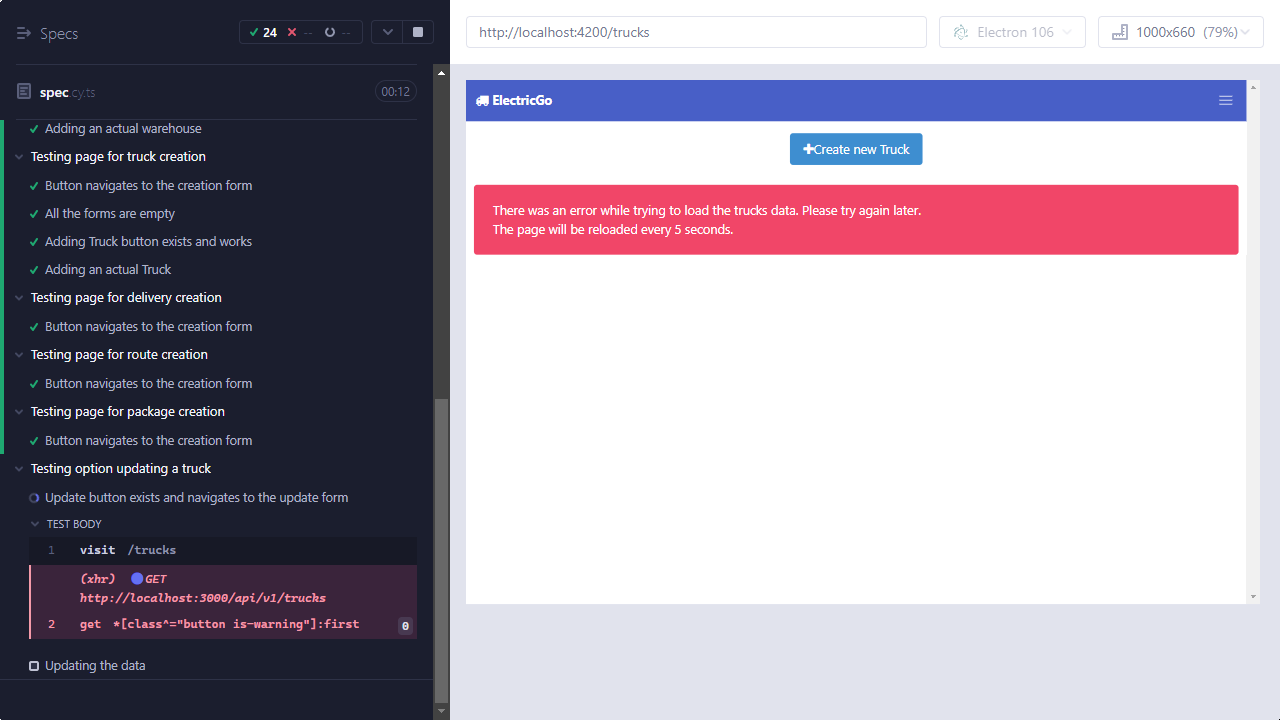 Specs
24
--
--
spec.cy.ts
00:12
Adding an actual warehouse
Testing page for truck creation
Button navigates to the creation form
All the forms are empty
Adding Truck button exists and works
Adding an actual Truck
Testing page for delivery creation
Button navigates to the creation form
Testing page for route creation
Button navigates to the creation form
Testing page for package creation
Button navigates to the creation form
Testing option updating a truck
Update button exists and navigates to the update form
TEST BODY
1 visit /trucks
(xhr) GET
http://localhost:3000/api/v1/trucks
2 get *[class^="button is-warning"]:first 0
Updating the data
http://localhost:4200/trucks
Electron 106
1000x660 (79%)
ElectricGo
Create new Truck
There was an error while trying to load the trucks data. Please try again later.
The page will be reloaded every 5 seconds.